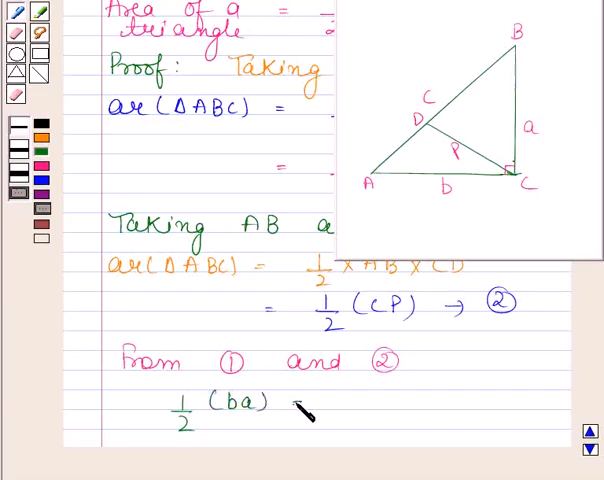 Area of a =
triangle
Proof: Taking
ar(ΔABC) =
=
Taking AB a
ar(ΔABC) = 1/2 × AB × CD
= 1/2 (CP) → ②
From ① and ②
1/2 (ba) =
B
C
D
a
P
A
b
C